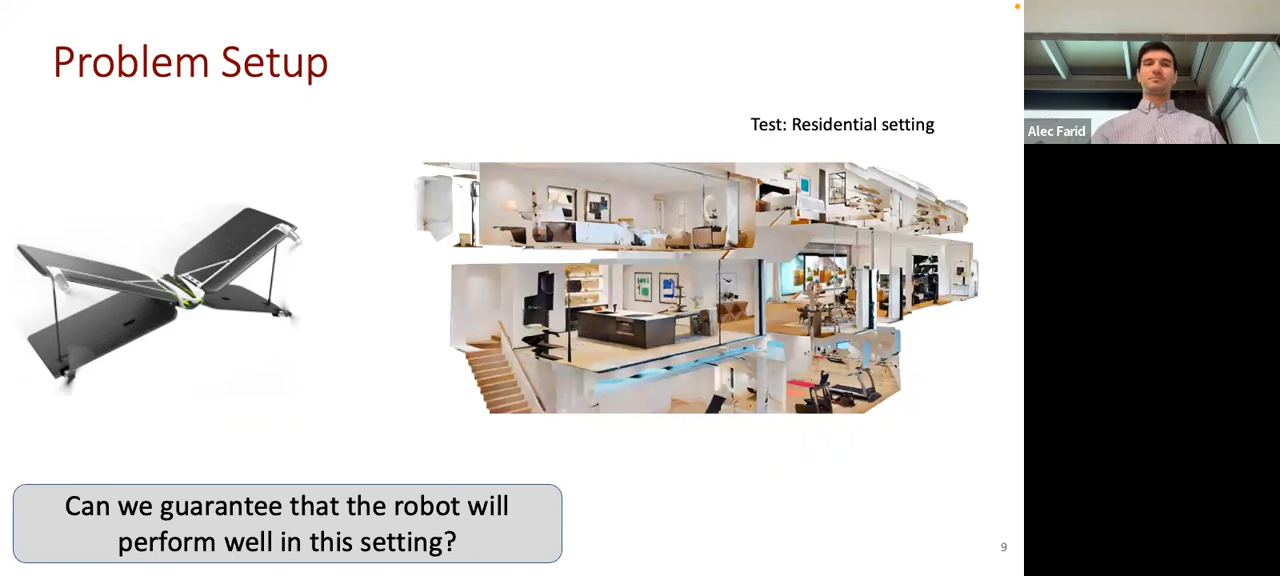 Problem Setup
Test: Residential setting
Alec Farid
Can we guarantee that the robot will
perform well in this setting?
9